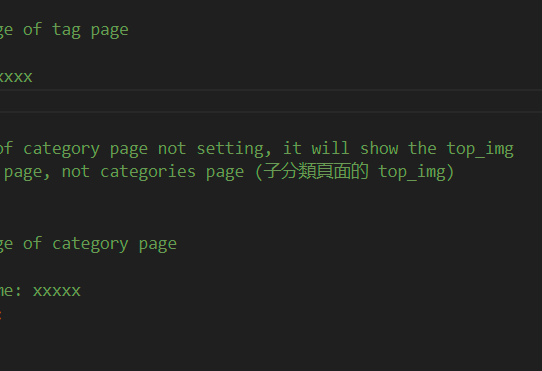 ge of tag page
xxxx
of category page not setting, it will show the top_img
page, not categories page (子分類頁面的 top_img)
ge of category page
me: xxxxx
: